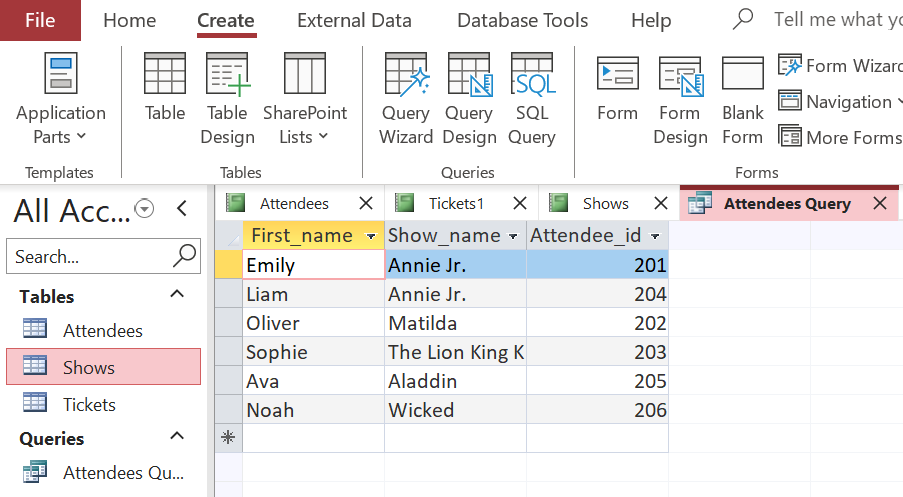 File Home Create External Data Database Tools Help Tell me what yo
Application Parts
Table
Table Design
SharePoint Lists
Query Wizard
Query Design
SQL
SQL Query
Form
Form Design
Blank Form
Form Wizard
Navigation
More Forms
Templates Tables Queries Forms
All Acc...
Search...
Tables
Attendees
Shows
Tickets
Queries
Attendees Qu...
Attendees Tickets1 Shows Attendees Query
First_name Show_name Attendee_id
Emily Annie Jr. 201
Liam Annie Jr. 204
Oliver Matilda 202
Sophie The Lion King K 203
Ava Aladdin 205
Noah Wicked 206